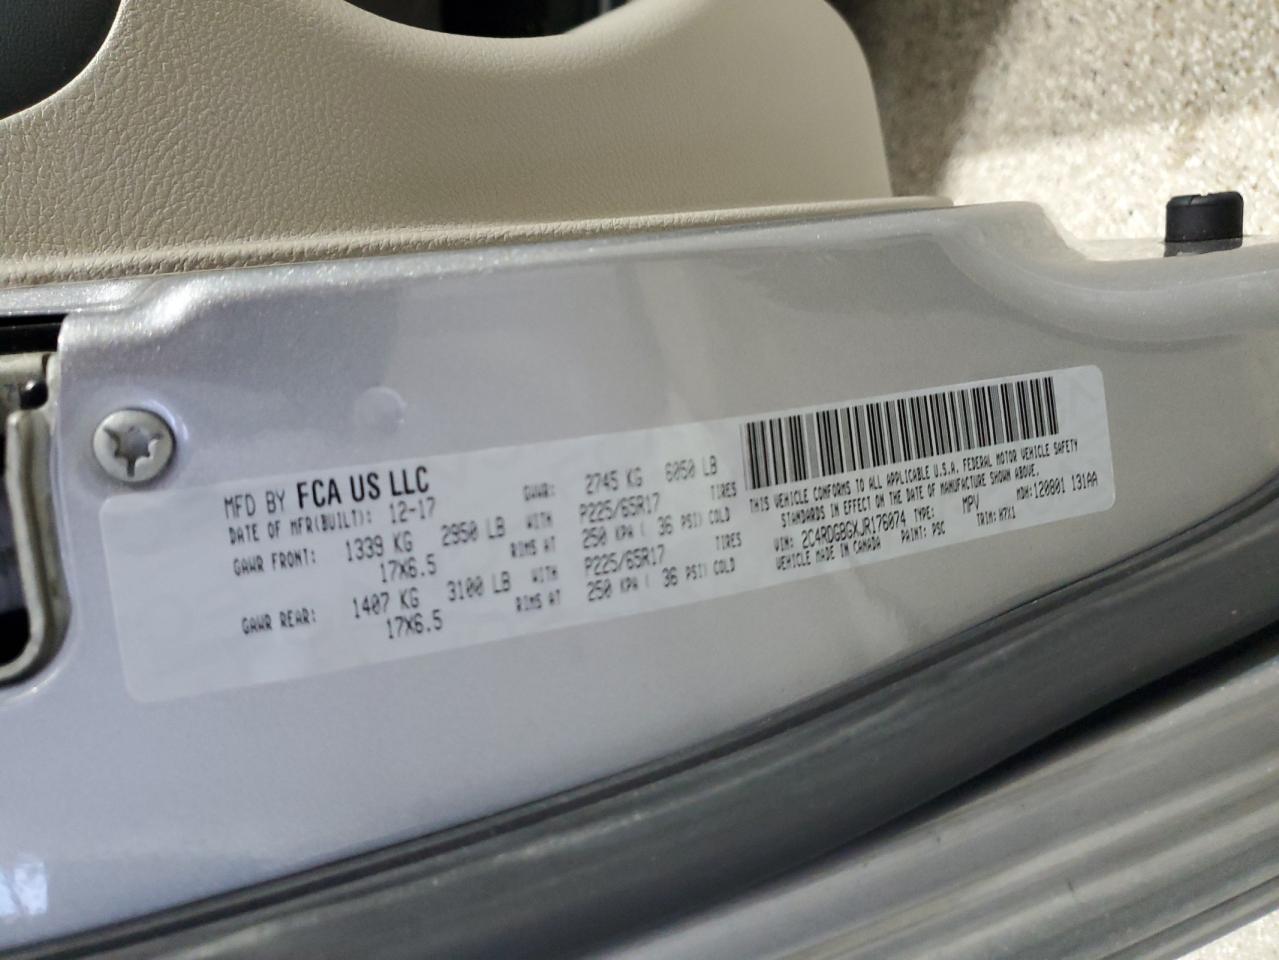 MFD BY FCA US LLC
DATE OF MFR(BUILT): 12-17 GVWR: 2745 KG 6050 LB
GAWR FRONT: 1339 KG 2950 LB WITH P225/65R17 TIRES
17X6.5 RIMS AT 250 KPA ( 36 PSI) COLD
GAWR REAR: 1407 KG 3100 LB WITH P225/65R17 TIRES
17X6.5 RIMS AT 250 KPA ( 36 PSI) COLD
THIS VEHICLE CONFORMS TO ALL APPLICABLE U.S.A. FEDERAL MOTOR VEHICLE SAFETY
STANDARDS IN EFFECT ON THE DATE OF MANUFACTURE SHOWN ABOVE.
VIN: 2C4RDGBGXJR176074 TYPE: MPV MDH:120801 131AA
VEHICLE MADE IN CANADA PAINT: PSC TRIM: H7X1